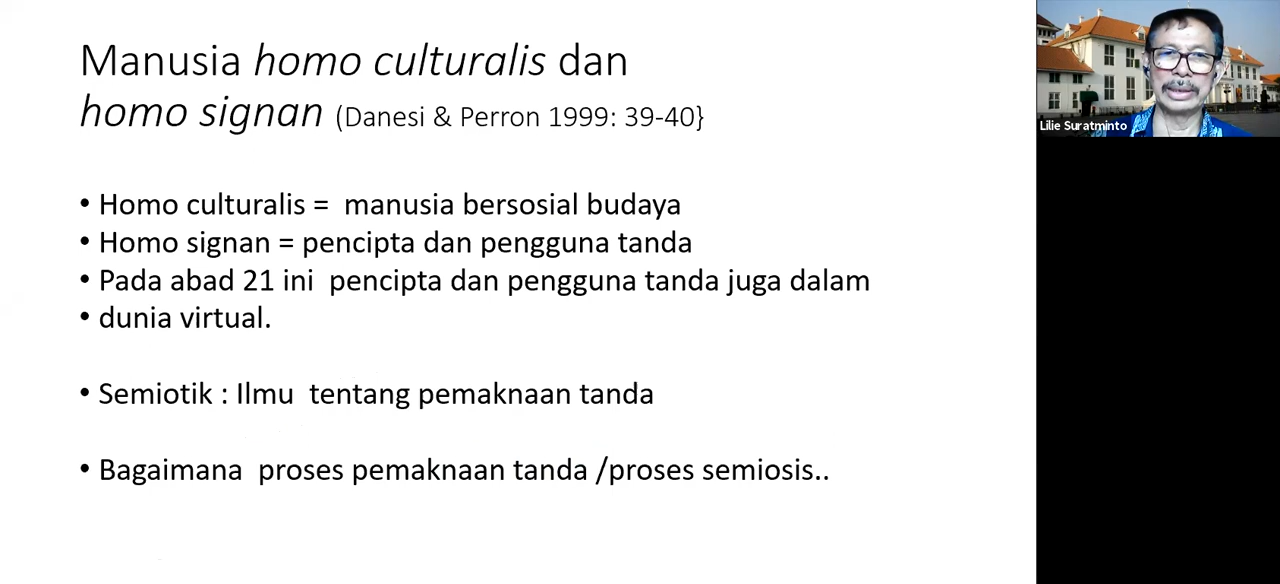 Manusia homo culturalis dan
homo signan (Danesi & Perron 1999: 39-40}
• Homo culturalis = manusia bersosial budaya
• Homo signan = pencipta dan pengguna tanda
• Pada abad 21 ini pencipta dan pengguna tanda juga dalam
• dunia virtual.
• Semiotik : Ilmu tentang pemaknaan tanda
• Bagaimana proses pemaknaan tanda /proses semiosis..
Lilie Suratminto